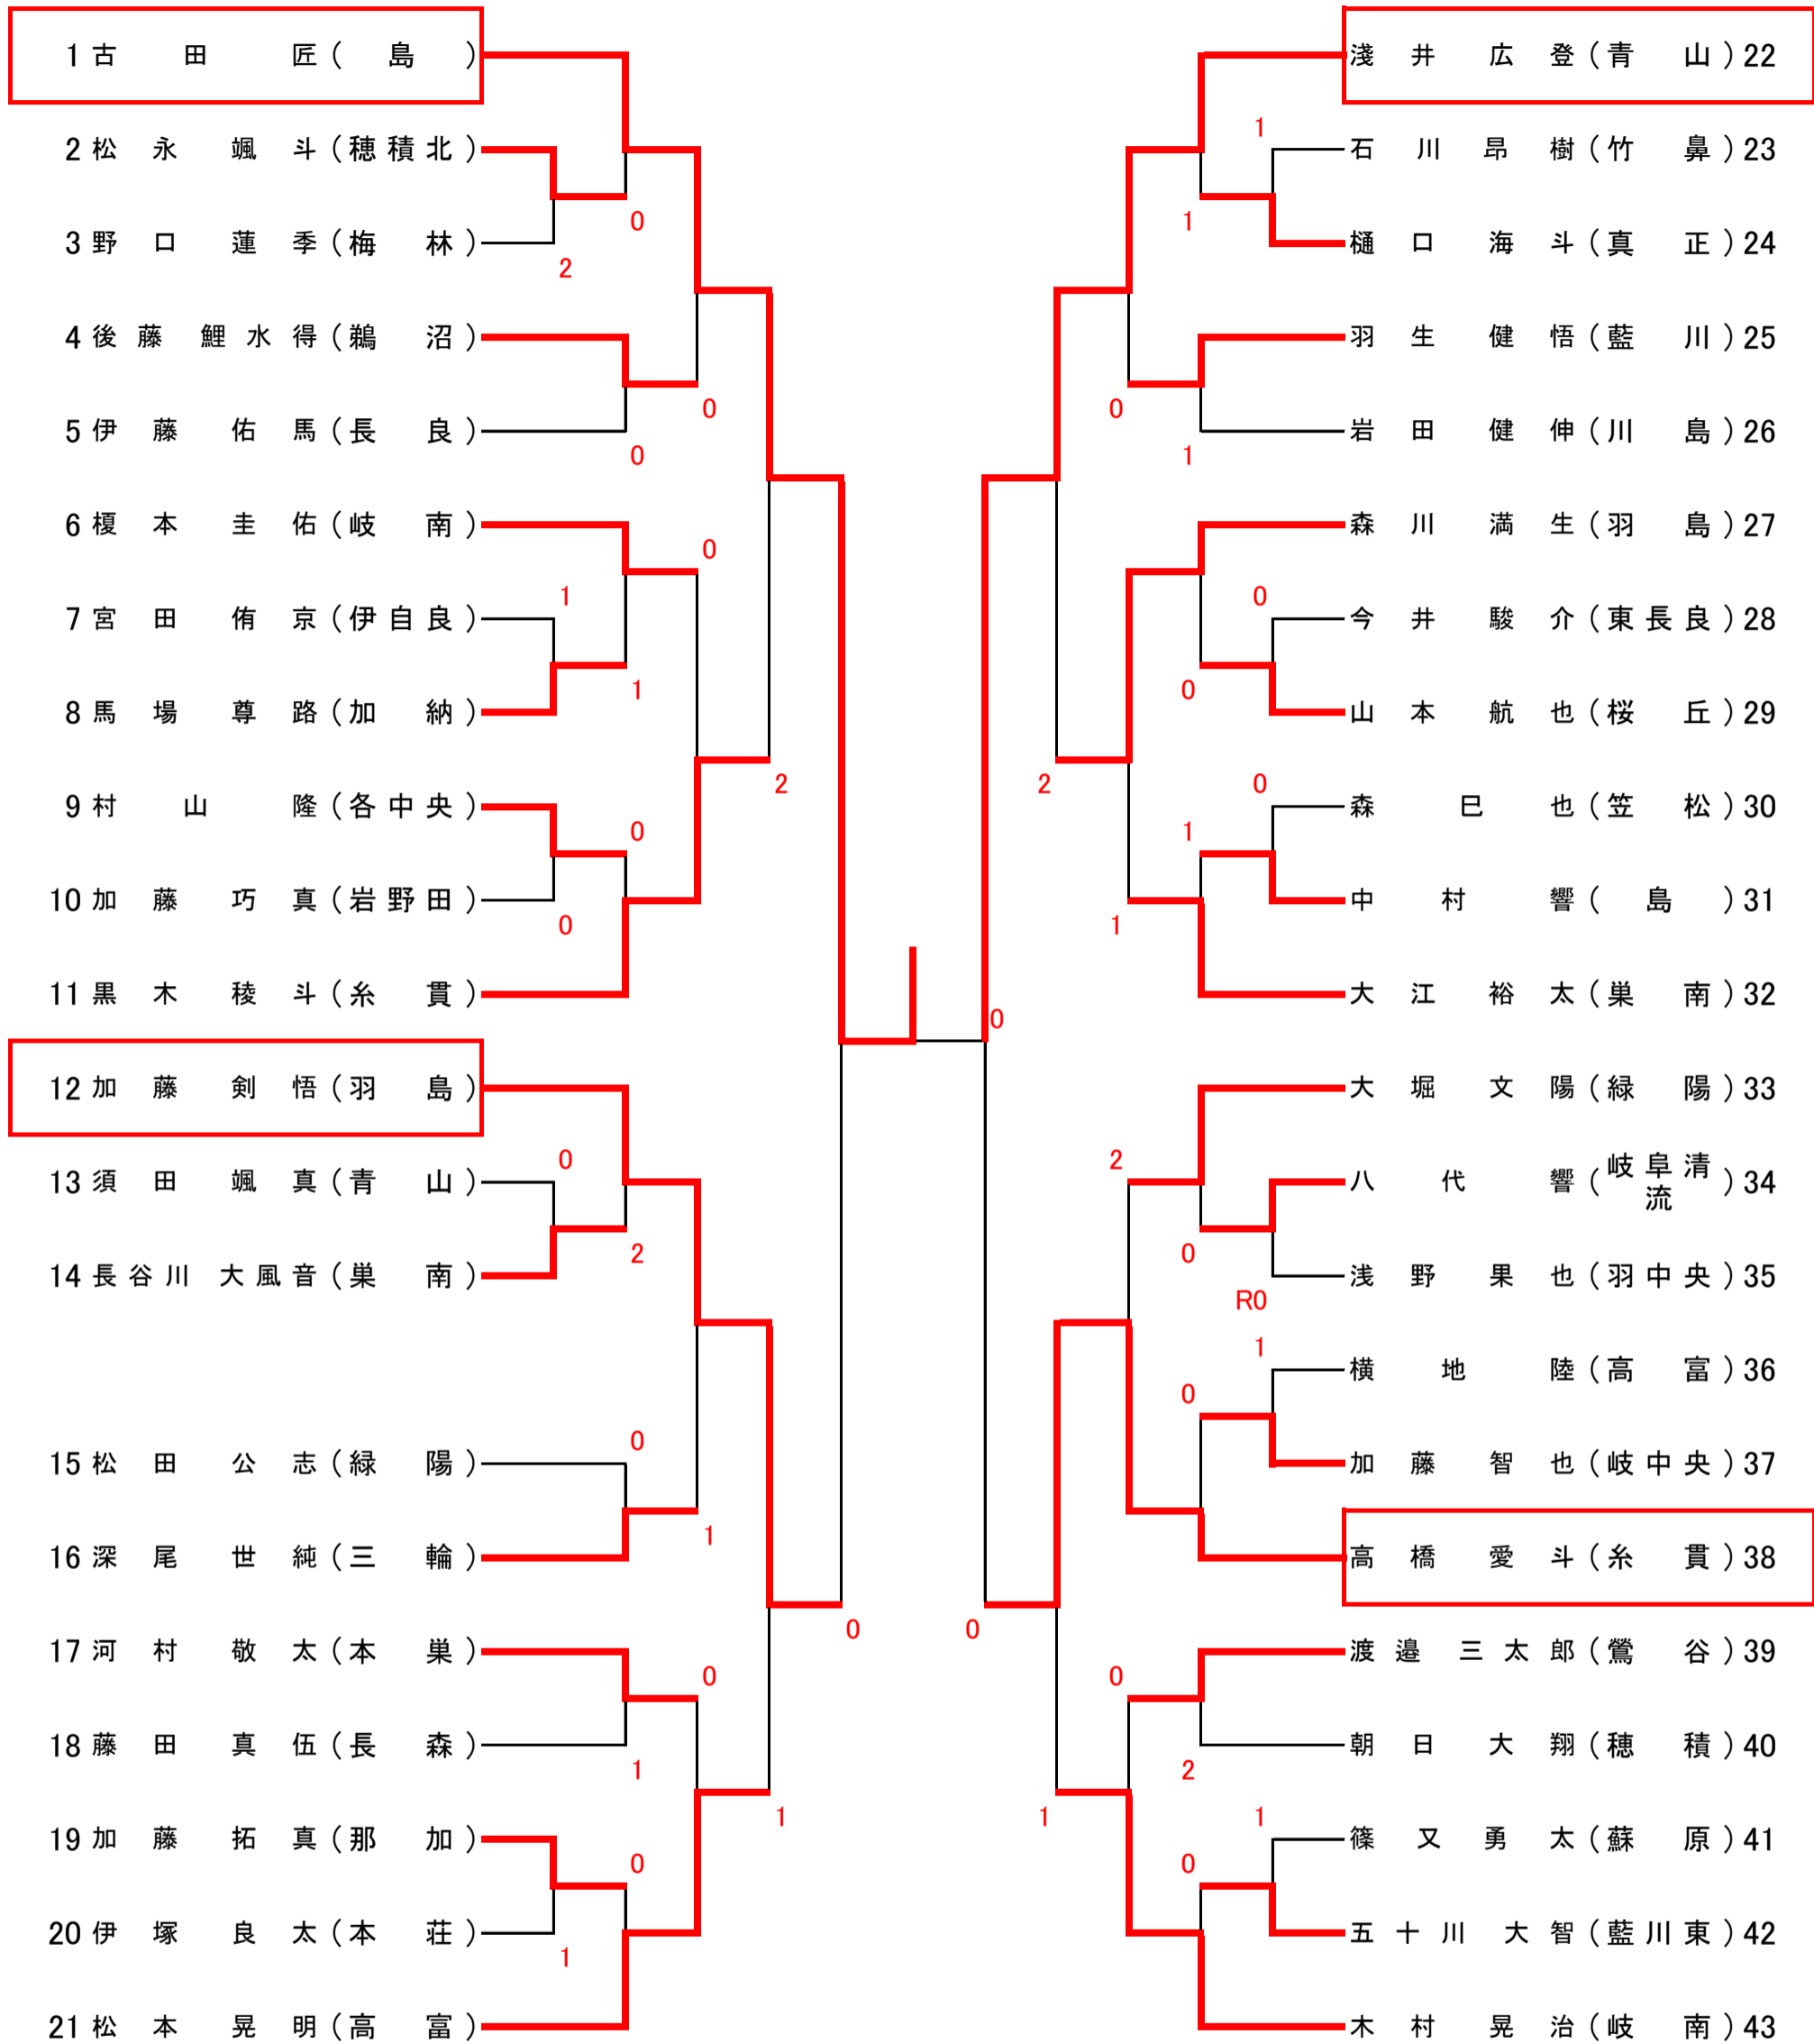 1 古田匠(島)
2 松永颯斗(穂積北)
0
3 野口蓮季(梅林)
2
4 後藤鯉水得(鵜沼)
0
5 伊藤佑馬(長良)
0
6 榎本圭佑(岐南)
0
1
7 宮田侑京(伊自良)
1
8 馬場尊路(加納)
2
9 村山隆(各中央)
0
10 加藤巧真(岩野田)
0
11 黒木稜斗(糸貫)
12 加藤剣悟(羽島)
0
13 須田颯真(青山)
2
14 長谷川大風音(巣南)
0
15 松田公志(緑陽)
1
16 深尾世純(三輪)
0
17 河村敬太(本巣)
0
18 藤田真伍(長森)
1
1
19 加藤拓真(那加)
0
20 伊塚良太(本荘)
1
21 松本晃明(高富)
淺井広登(青山)22
1
石川昂樹(竹鼻)23
1
樋口海斗(真正)24
羽生健悟(藍川)25
0
岩田健伸(川島)26
1
森川満生(羽島)27
0
今井駿介(東長良)28
0
山本航也(桜丘)29
2
0
森巳也(笠松)30
1
中村響(島)31
1
大江裕太(巣南)32
0
大堀文陽(緑陽)33
2
八代響(岐阜清流)34
0
浅野果也(羽中央)35
R0
1
横地陸(高富)36
0
加藤智也(岐中央)37
高橋愛斗(糸貫)38
0
渡邉三太郎(鶯谷)39
0
朝日大翔(穂積)40
2
1
1
篠又勇太(蘇原)41
0
五十川大智(藍川東)42
木村晃治(岐南)43